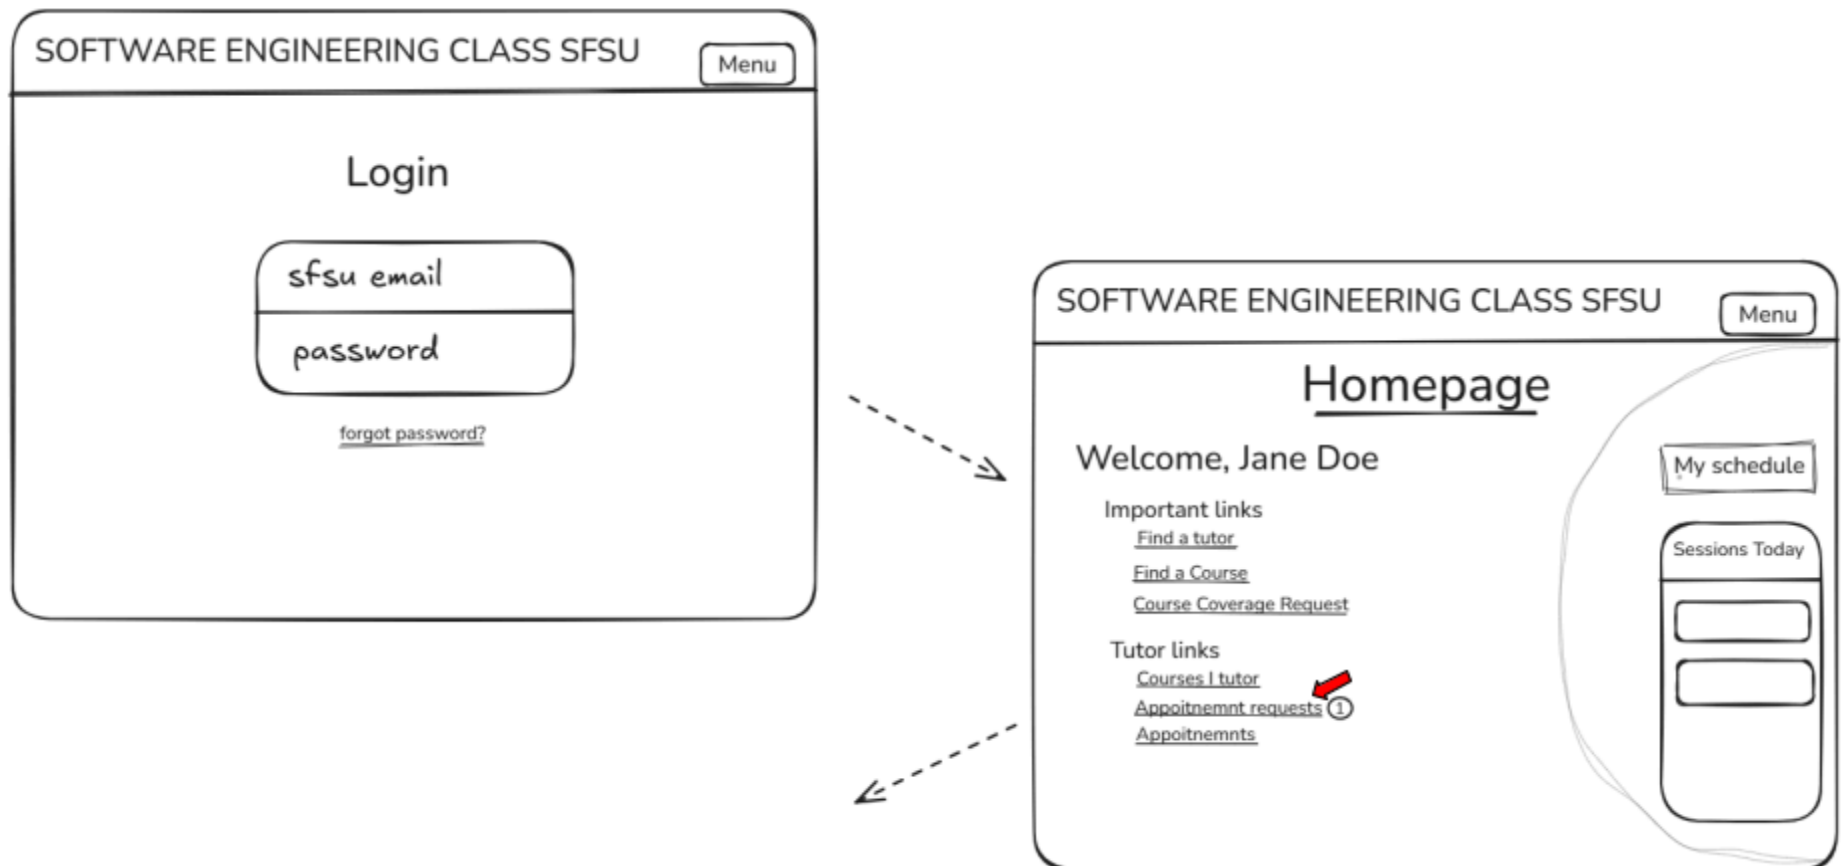 SOFTWARE ENGINEERING CLASS SFSU
Menu
Login
sfsu email
password
forgot password?
SOFTWARE ENGINEERING CLASS SFSU
Menu
Homepage
Welcome, Jane Doe
Important links
Find a tutor
Find a Course
Course Coverage Request
Tutor links
Courses I tutor
Appoitnemnt requests 1
Appoitnemnts
My schedule
Sessions Today